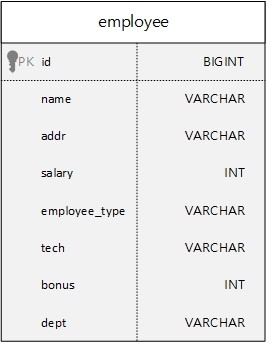 employee
PK id BIGINT
name VARCHAR
addr VARCHAR
salary INT
employee_type VARCHAR
tech VARCHAR
bonus INT
dept VARCHAR